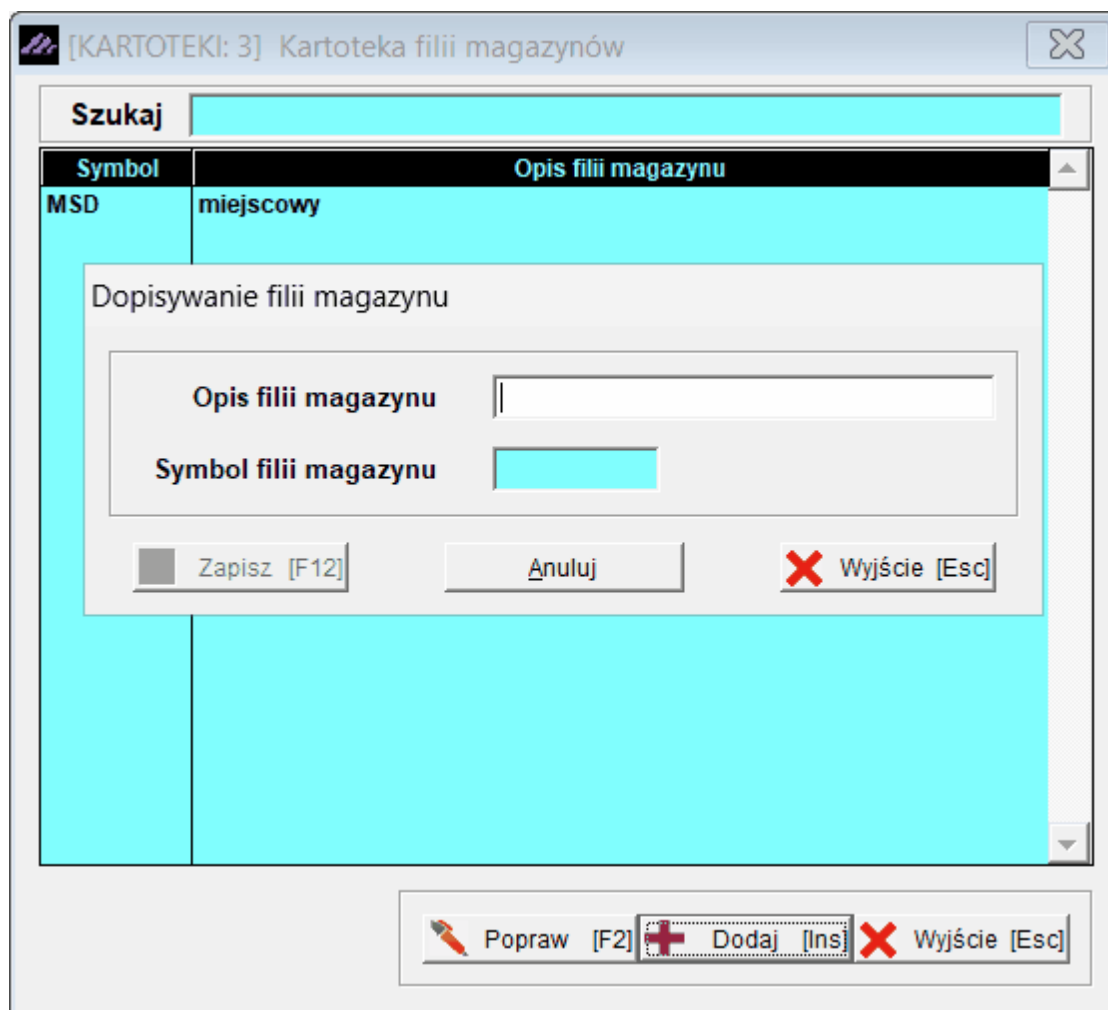 [KARTOTEKI: 3] Kartoteka filii magazynów
Szukaj
Symbol Opis filii magazynu
MSD miejscowy
Dopisywanie filii magazynu
Opis filii magazynu
Symbol filii magazynu
Zapisz [F12] Anuluj Wyjście [Esc]
Popraw [F2] Dodaj [Ins] Wyjście [Esc]